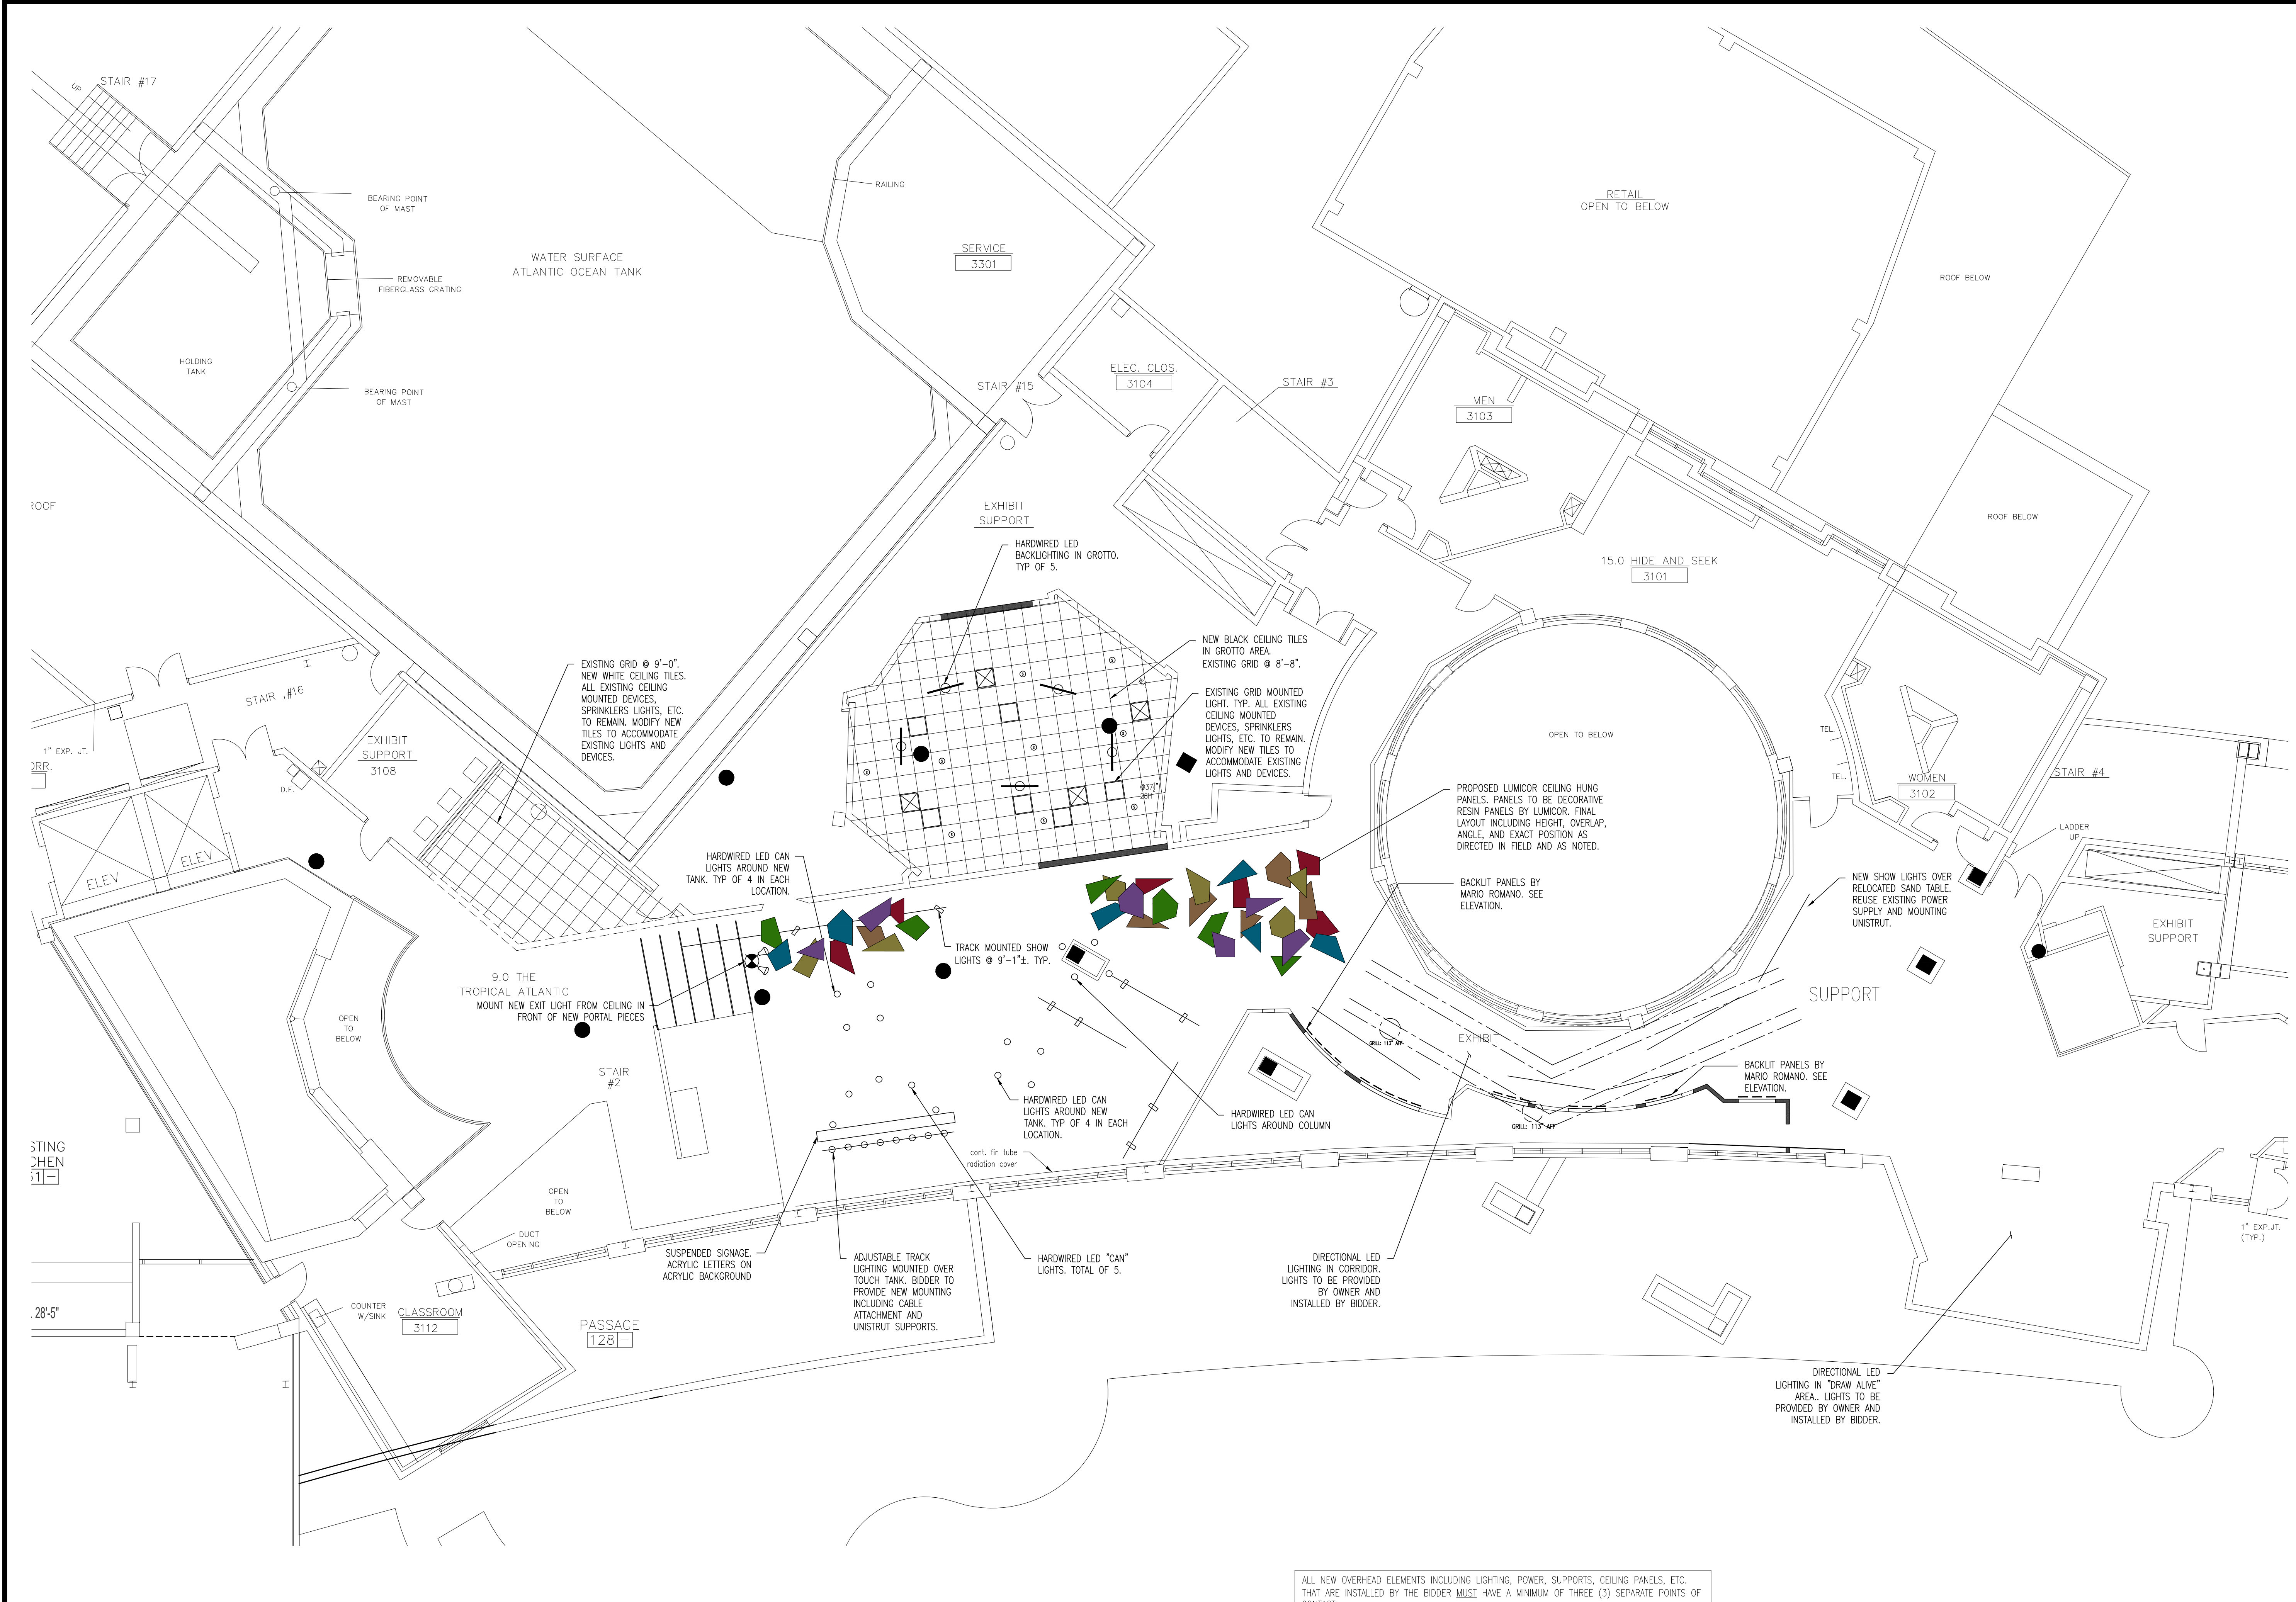 STAIR #17
UP
BEARING POINT
OF MAST
REMOVABLE
FIBERGLASS GRATING
HOLDING
TANK
BEARING POINT
OF MAST
WATER SURFACE
ATLANTIC OCEAN TANK
RAILING
SERVICE
3301
RETAIL
OPEN TO BELOW
ROOF BELOW
ROOF BELOW
STAIR #15
ELEC. CLOS.
3104
STAIR #3
MEN
3103
ROOF
EXHIBIT
SUPPORT
HARDWIRED LED
BACKLIGHTING IN GROTTO.
TYP OF 5.
15.0 HIDE AND SEEK
3101
NEW BLACK CEILING TILES
IN GROTTO AREA.
EXISTING GRID @ 8'-8".
EXISTING GRID @ 9'-0".
NEW WHITE CEILING TILES.
ALL EXISTING CEILING
MOUNTED DEVICES,
SPRINKLERS LIGHTS, ETC.
TO REMAIN. MODIFY NEW
TILES TO ACCOMMODATE
EXISTING LIGHTS AND
DEVICES.
EXISTING GRID MOUNTED
LIGHT. TYP. ALL EXISTING
CEILING MOUNTED
DEVICES, SPRINKLERS
LIGHTS, ETC. TO REMAIN.
MODIFY NEW TILES TO
ACCOMMODATE EXISTING
LIGHTS AND DEVICES.
STAIR #16
1" EXP. JT.
ORR.
EXHIBIT
SUPPORT
3108
D.F.
ELEV
ELEV
OPEN TO BELOW
TEL.
TEL.
WOMEN
3102
STAIR #4
LADDER
UP
PROPOSED LUMICOR CEILING HUNG
PANELS. PANELS TO BE DECORATIVE
RESIN PANELS BY LUMICOR. FINAL
LAYOUT INCLUDING HEIGHT, OVERLAP,
ANGLE, AND EXACT POSITION AS
DIRECTED IN FIELD AND AS NOTED.
HARDWIRED LED CAN
LIGHTS AROUND NEW
TANK. TYP OF 4 IN EACH
LOCATION.
BACKLIT PANELS BY
MARIO ROMANO. SEE
ELEVATION.
NEW SHOW LIGHTS OVER
RELOCATED SAND TABLE.
REUSE EXISTING POWER
SUPPLY AND MOUNTING
UNISTRUT.
EXHIBIT
SUPPORT
TRACK MOUNTED SHOW
LIGHTS @ 9'-1"±. TYP.
9.0 THE
TROPICAL ATLANTIC
MOUNT NEW EXIT LIGHT FROM CEILING IN
FRONT OF NEW PORTAL PIECES
SUPPORT
OPEN
TO
BELOW
GRILL: 113" AFF
EXHIBIT
STAIR
#2
BACKLIT PANELS BY
MARIO ROMANO. SEE
ELEVATION.
HARDWIRED LED CAN
LIGHTS AROUND NEW
TANK. TYP OF 4 IN EACH
LOCATION.
HARDWIRED LED CAN
LIGHTS AROUND COLUMN
GRILL: 113" AFF
cont. fin tube
radiation cover
OPEN
TO
BELOW
DUCT
OPENING
1" EXP.JT.
(TYP.)
SUSPENDED SIGNAGE.
ACRYLIC LETTERS ON
ACRYLIC BACKGROUND
ADJUSTABLE TRACK
LIGHTING MOUNTED OVER
TOUCH TANK. BIDDER TO
PROVIDE NEW MOUNTING
INCLUDING CABLE
ATTACHMENT AND
UNISTRUT SUPPORTS.
HARDWIRED LED "CAN"
LIGHTS. TOTAL OF 5.
DIRECTIONAL LED
LIGHTING IN CORRIDOR.
LIGHTS TO BE PROVIDED
BY OWNER AND
INSTALLED BY BIDDER.
28'-5"
COUNTER
W/SINK
CLASSROOM
3112
PASSAGE
128 -
DIRECTIONAL LED
LIGHTING IN "DRAW ALIVE"
AREA.. LIGHTS TO BE
PROVIDED BY OWNER AND
INSTALLED BY BIDDER.
ALL NEW OVERHEAD ELEMENTS INCLUDING LIGHTING, POWER, SUPPORTS, CEILING PANELS, ETC.
THAT ARE INSTALLED BY THE BIDDER MUST HAVE A MINIMUM OF THREE (3) SEPARATE POINTS OF